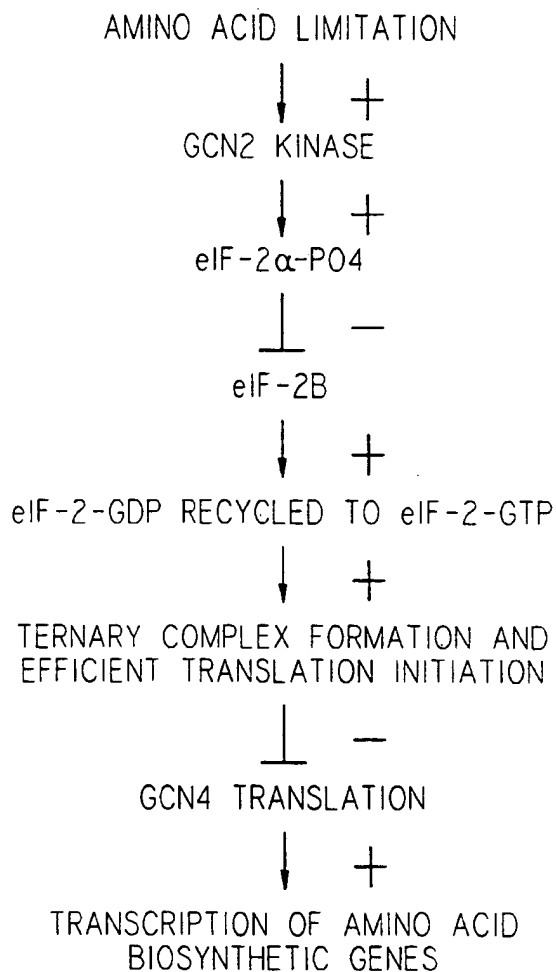 AMINO ACID LIMITATION
+
GCN2 KINASE
+
eIF-2α-PO4
−
eIF-2B
+
eIF-2-GDP RECYCLED TO eIF-2-GTP
+
TERNARY COMPLEX FORMATION AND
EFFICIENT TRANSLATION INITIATION
−
GCN4 TRANSLATION
+
TRANSCRIPTION OF AMINO ACID
BIOSYNTHETIC GENES